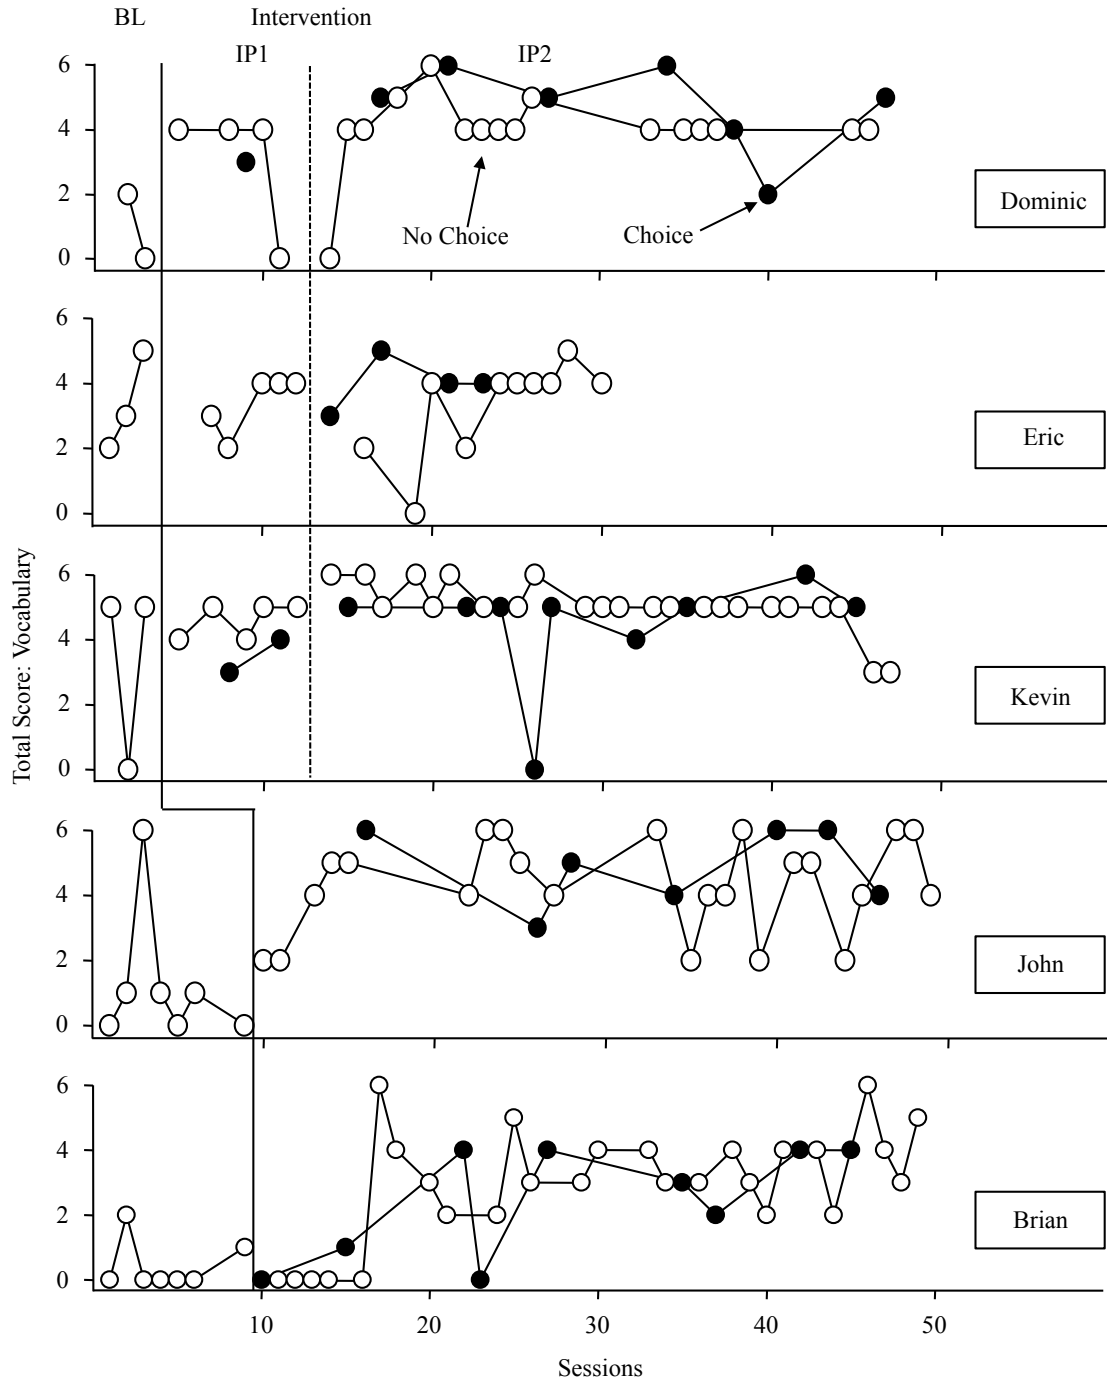 BL Intervention
IP1 IP2
6
4
2
0
No Choice
Choice
Dominic
6
4
2
0
Eric
Total Score: Vocabulary
6
4
2
0
Kevin
6
4
2
0
John
6
4
2
0
Brian
10 20 30 40 50
Sessions